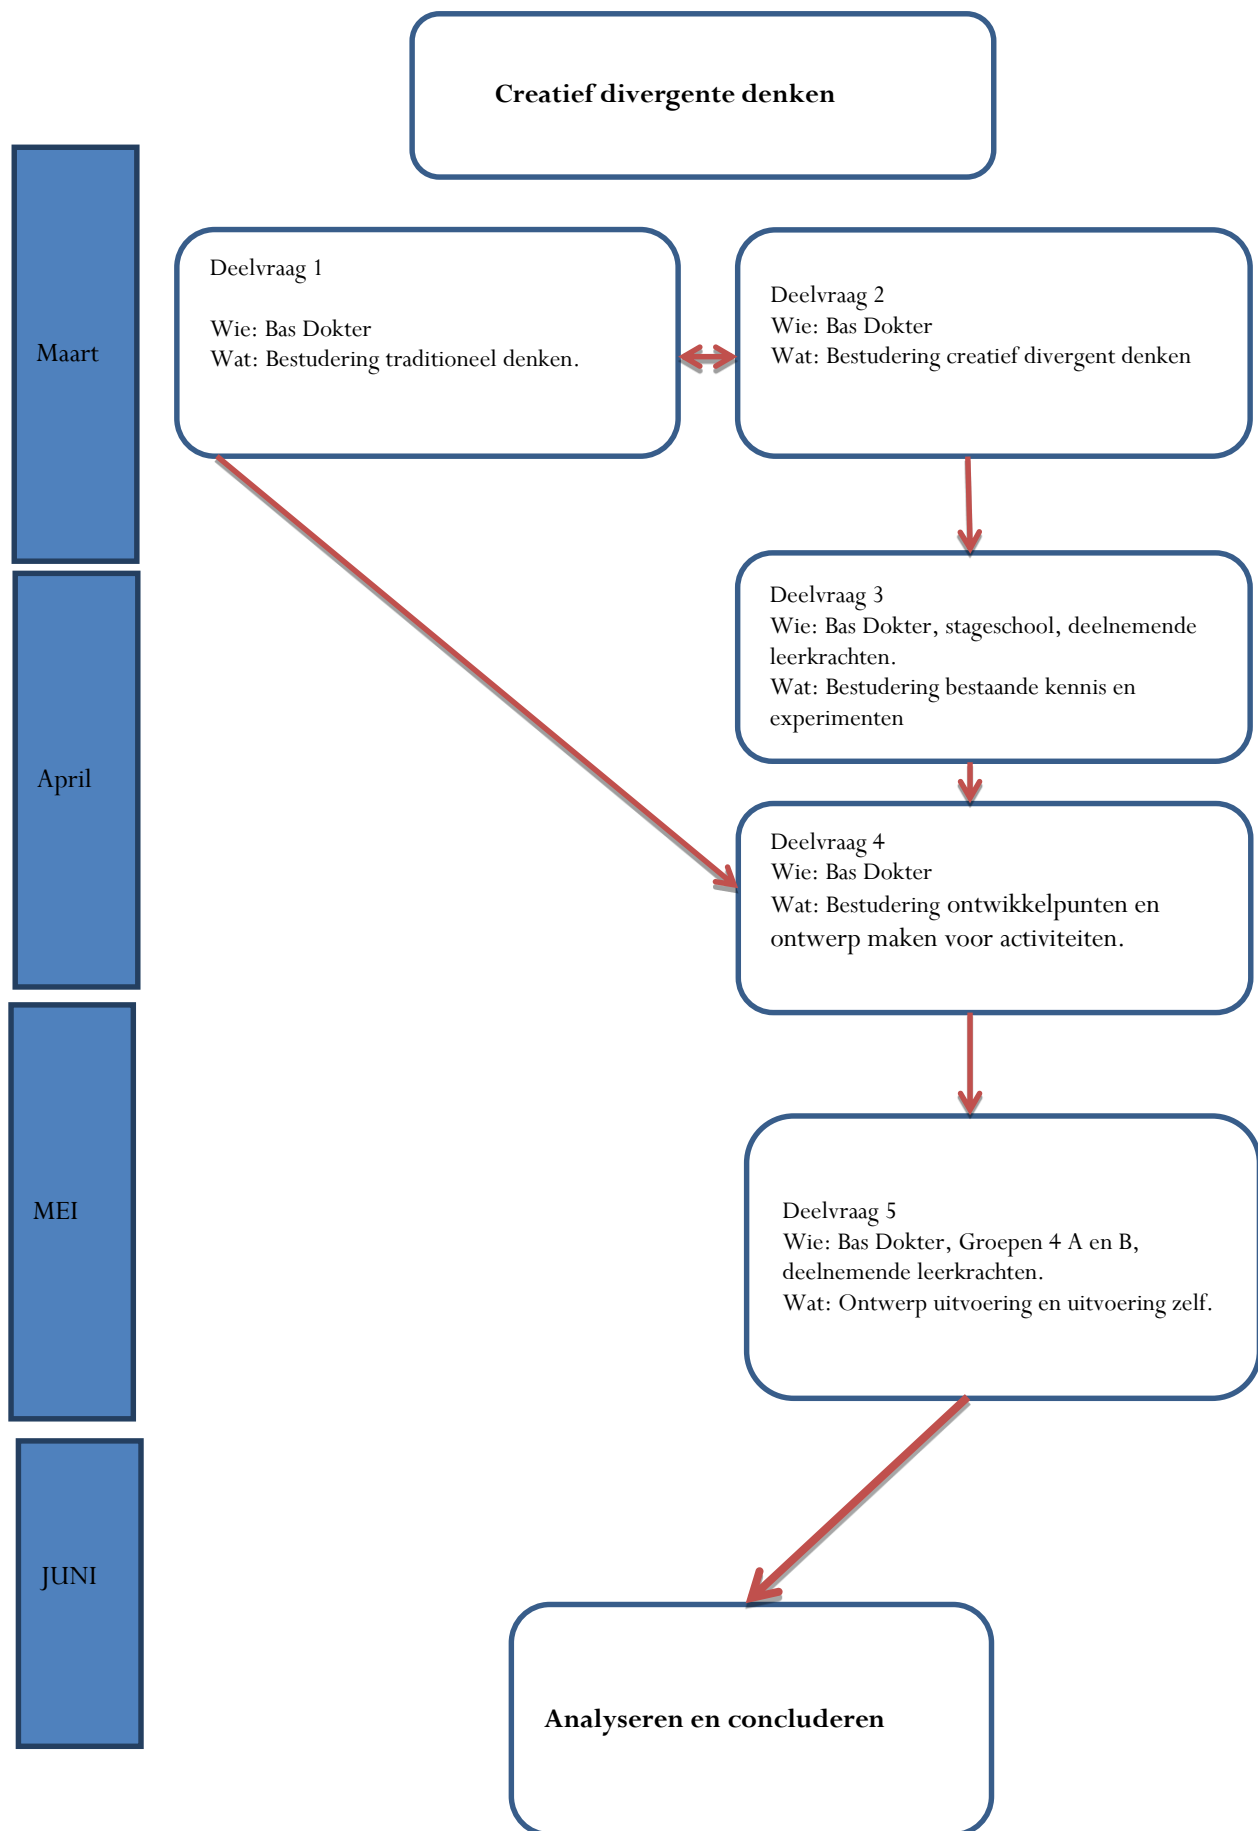 Creatief divergente denken
Maart
Deelvraag 1
Wie: Bas Dokter
Wat: Bestudering traditioneel denken.
Deelvraag 2
Wie: Bas Dokter
Wat: Bestudering creatief divergent denken
April
Deelvraag 3
Wie: Bas Dokter, stageschool, deelnemende
leerkrachten.
Wat: Bestudering bestaande kennis en
experimenten
Deelvraag 4
Wie: Bas Dokter
Wat: Bestudering ontwikkelpunten en
ontwerp maken voor activiteiten.
MEI
Deelvraag 5
Wie: Bas Dokter, Groepen 4 A en B,
deelnemende leerkrachten.
Wat: Ontwerp uitvoering en uitvoering zelf.
JUNI
Analyseren en concluderen